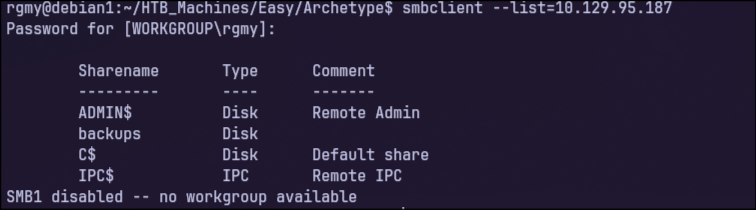 rgmy@debian1:~/HTB_Machines/Easy/Archetype$ smbclient --list=10.129.95.187
Password for [WORKGROUP\rgmy]:
Sharename Type Comment
--------- ---- -------
ADMIN$ Disk Remote Admin
backups Disk
C$ Disk Default share
IPC$ IPC Remote IPC
SMB1 disabled -- no workgroup available